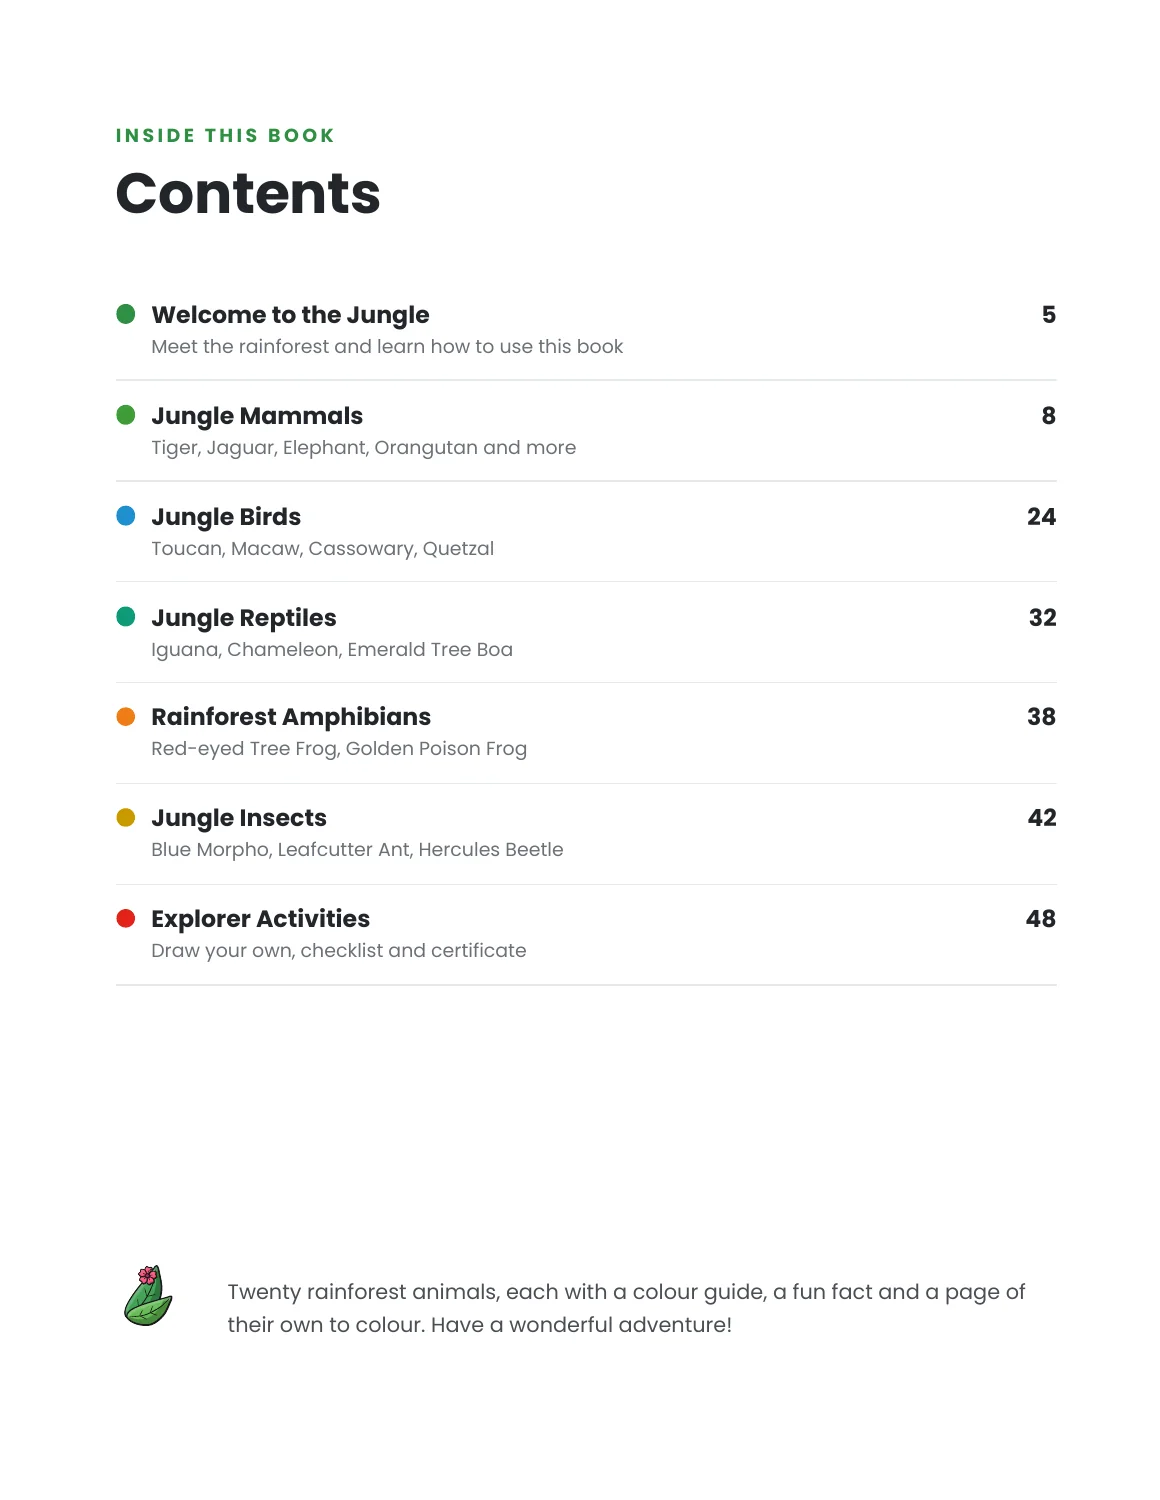 INSIDE THIS BOOK
Contents
Welcome to the Jungle 5
Meet the rainforest and learn how to use this book
Jungle Mammals 8
Tiger, Jaguar, Elephant, Orangutan and more
Jungle Birds 24
Toucan, Macaw, Cassowary, Quetzal
Jungle Reptiles 32
Iguana, Chameleon, Emerald Tree Boa
Rainforest Amphibians 38
Red-eyed Tree Frog, Golden Poison Frog
Jungle Insects 42
Blue Morpho, Leafcutter Ant, Hercules Beetle
Explorer Activities 48
Draw your own, checklist and certificate
Twenty rainforest animals, each with a colour guide, a fun fact and a page of
their own to colour. Have a wonderful adventure!